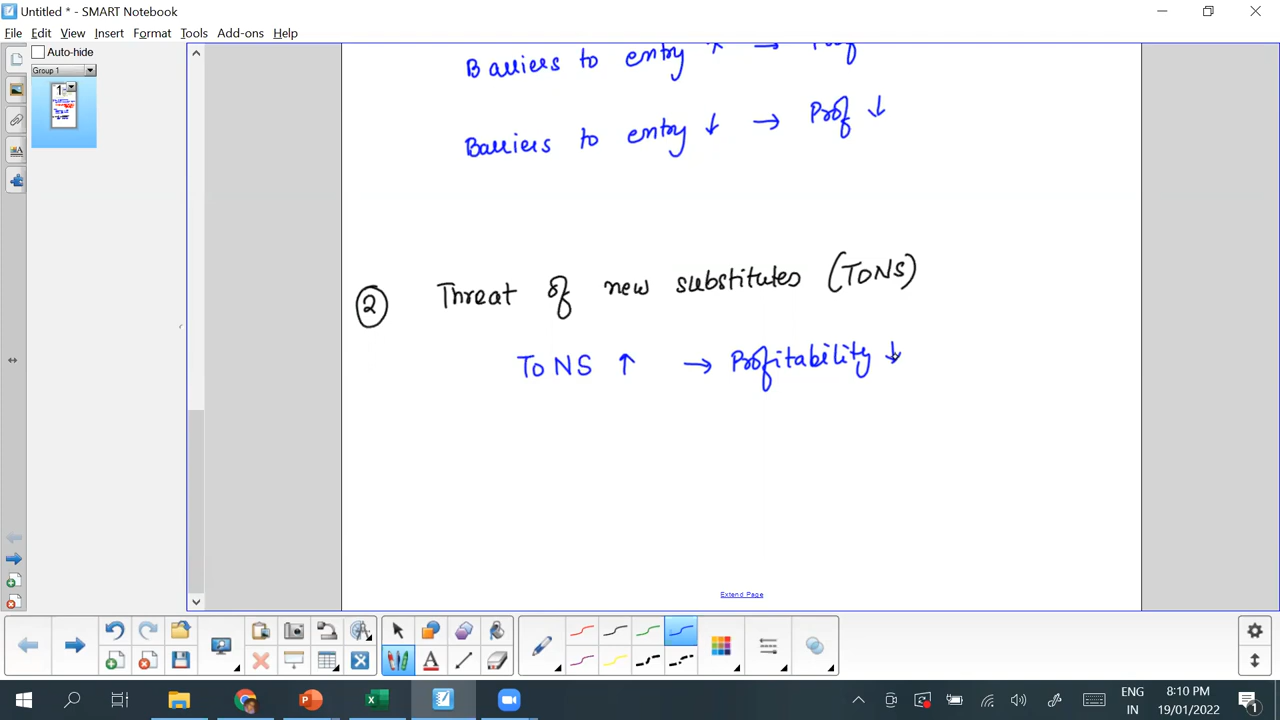 Untitled * - SMART Notebook
File Edit View Insert Format Tools Add-ons Help
Auto-hide
Group 1
Barriers to entry →
Barriers to entry ↓ → Prof ↓
2 Threat of new substitutes (TONS)
TONS ↑ → Profitability ↓
Extend Page
ENG
IN
8:10 PM
19/01/2022
1